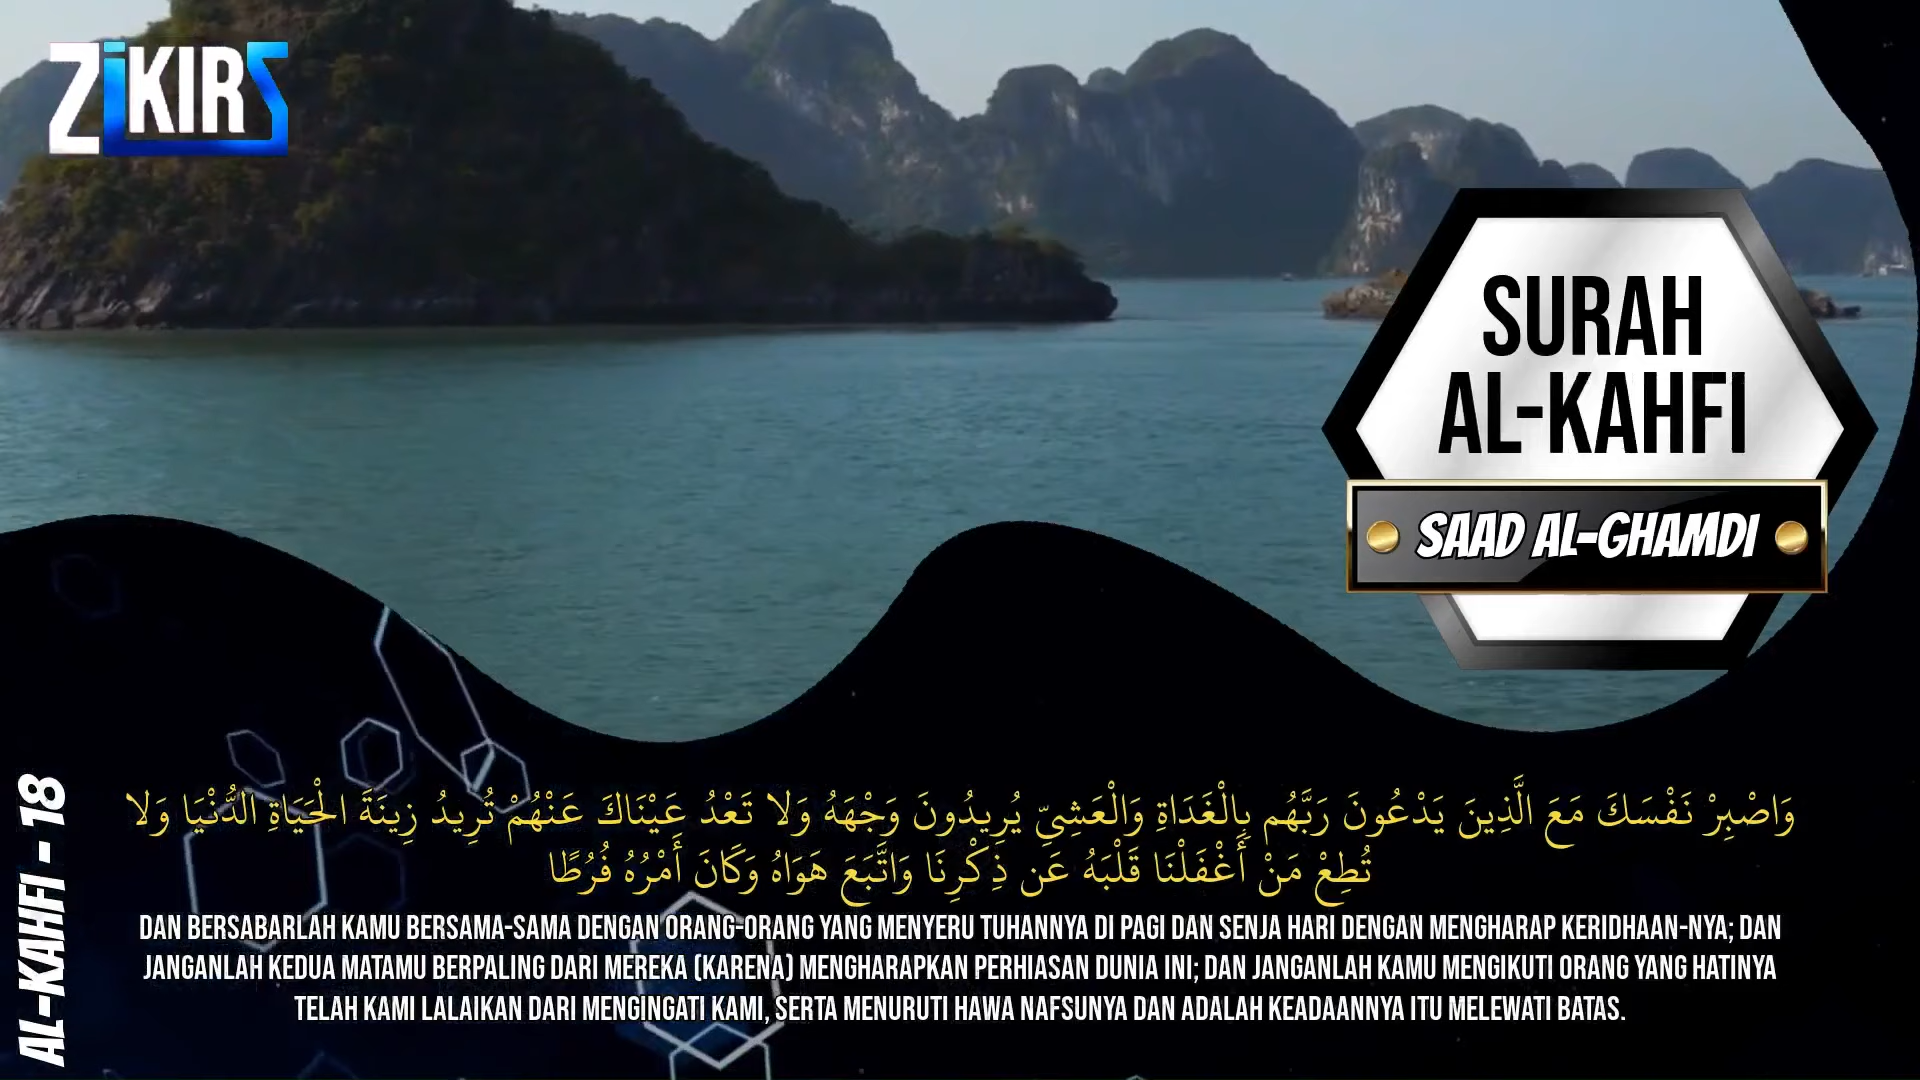 ZiKIRS
SURAH
AL-KAHFI
SAAD AL-GHAMDI
AL-KAHFI - 18
وَاصْبِرْ نَفْسَكَ مَعَ الَّذِينَ يَدْعُونَ رَبَّهُم بِالْغَدَاةِ وَالْعَشِيِّ يُرِيدُونَ وَجْهَهُ وَلا تَعْدُ عَيْنَاكَ عَنْهُمْ تُرِيدُ زِينَةَ الْحَيَاةِ الدُّنْيَا وَلا
تُطِعْ مَنْ أَغْفَلْنَا قَلْبَهُ عَن ذِكْرِنَا وَاتَّبَعَ هَوَاهُ وَكَانَ أَمْرُهُ فُرُطًا
DAN BERSABARLAH KAMU BERSAMA-SAMA DENGAN ORANG-ORANG YANG MENYERU TUHANNYA DI PAGI DAN SENJA HARI DENGAN MENGHARAP KERIDHAAN-NYA; DAN
JANGANLAH KEDUA MATAMU BERPALING DARI MEREKA (KARENA) MENGHARAPKAN PERHIASAN DUNIA INI; DAN JANGANLAH KAMU MENGIKUTI ORANG YANG HATINYA
TELAH KAMI LALAIKAN DARI MENGINGATI KAMI, SERTA MENURUTI HAWA NAFSUNYA DAN ADALAH KEADAANNYA ITU MELEWATI BATAS.